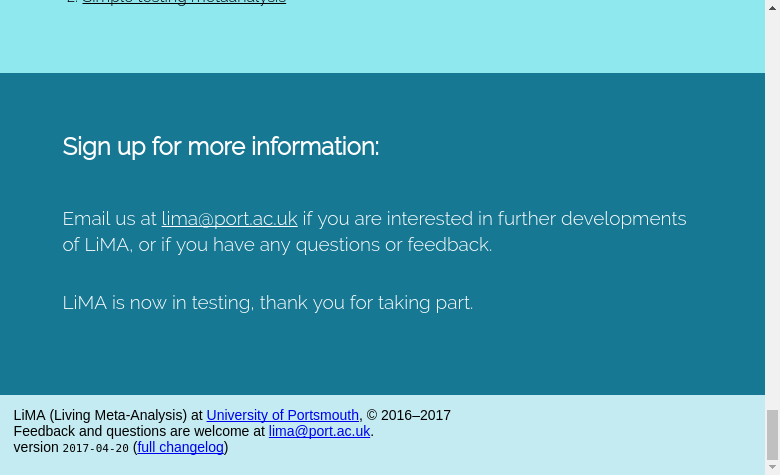 2. Simple testing metaanalysis
Sign up for more information:
Email us at lima@port.ac.uk if you are interested in further developments
of LiMA, or if you have any questions or feedback.
LiMA is now in testing, thank you for taking part.
LiMA (Living Meta-Analysis) at University of Portsmouth, © 2016–2017
Feedback and questions are welcome at lima@port.ac.uk.
version 2017-04-20 (full changelog)